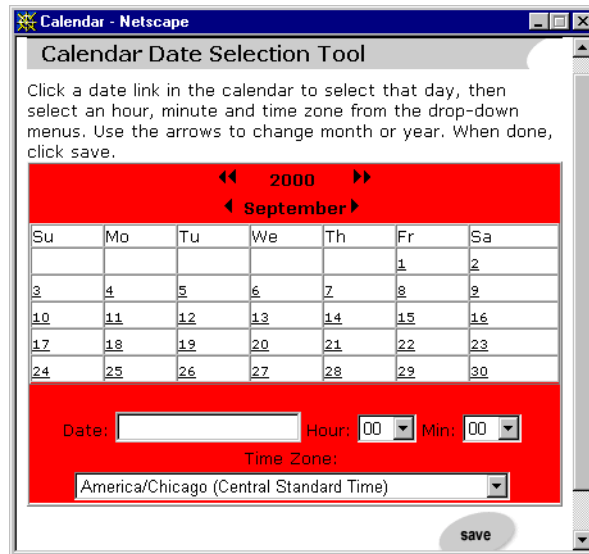 Calendar - Netscape
Calendar Date Selection Tool
Click a date link in the calendar to select that day, then
select an hour, minute and time zone from the drop-down
menus. Use the arrows to change month or year. When done,
click save.
2000
September
Su Mo Tu We Th Fr Sa
1 2
3 4 5 6 7 8 9
10 11 12 13 14 15 16
17 18 19 20 21 22 23
24 25 26 27 28 29 30
Date: Hour: 00 Min: 00
Time Zone:
America/Chicago (Central Standard Time)
save